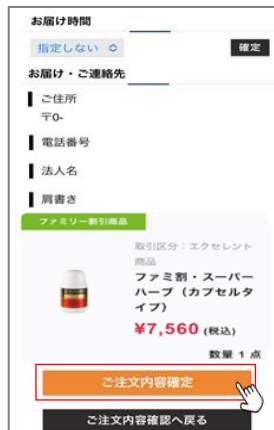 お届け時間
指定しない
確定
お届け・ご連絡先
ご住所
〒0-
電話番号
法人名
肩書き
ファミリー割引商品
取引区分：エクセレント
商品
ファミ割・スーパー
ハーブ（カプセルタ
イプ）
¥7,560 (税込)
数量 1 点
ご注文内容確定
ご注文内容確認へ戻る